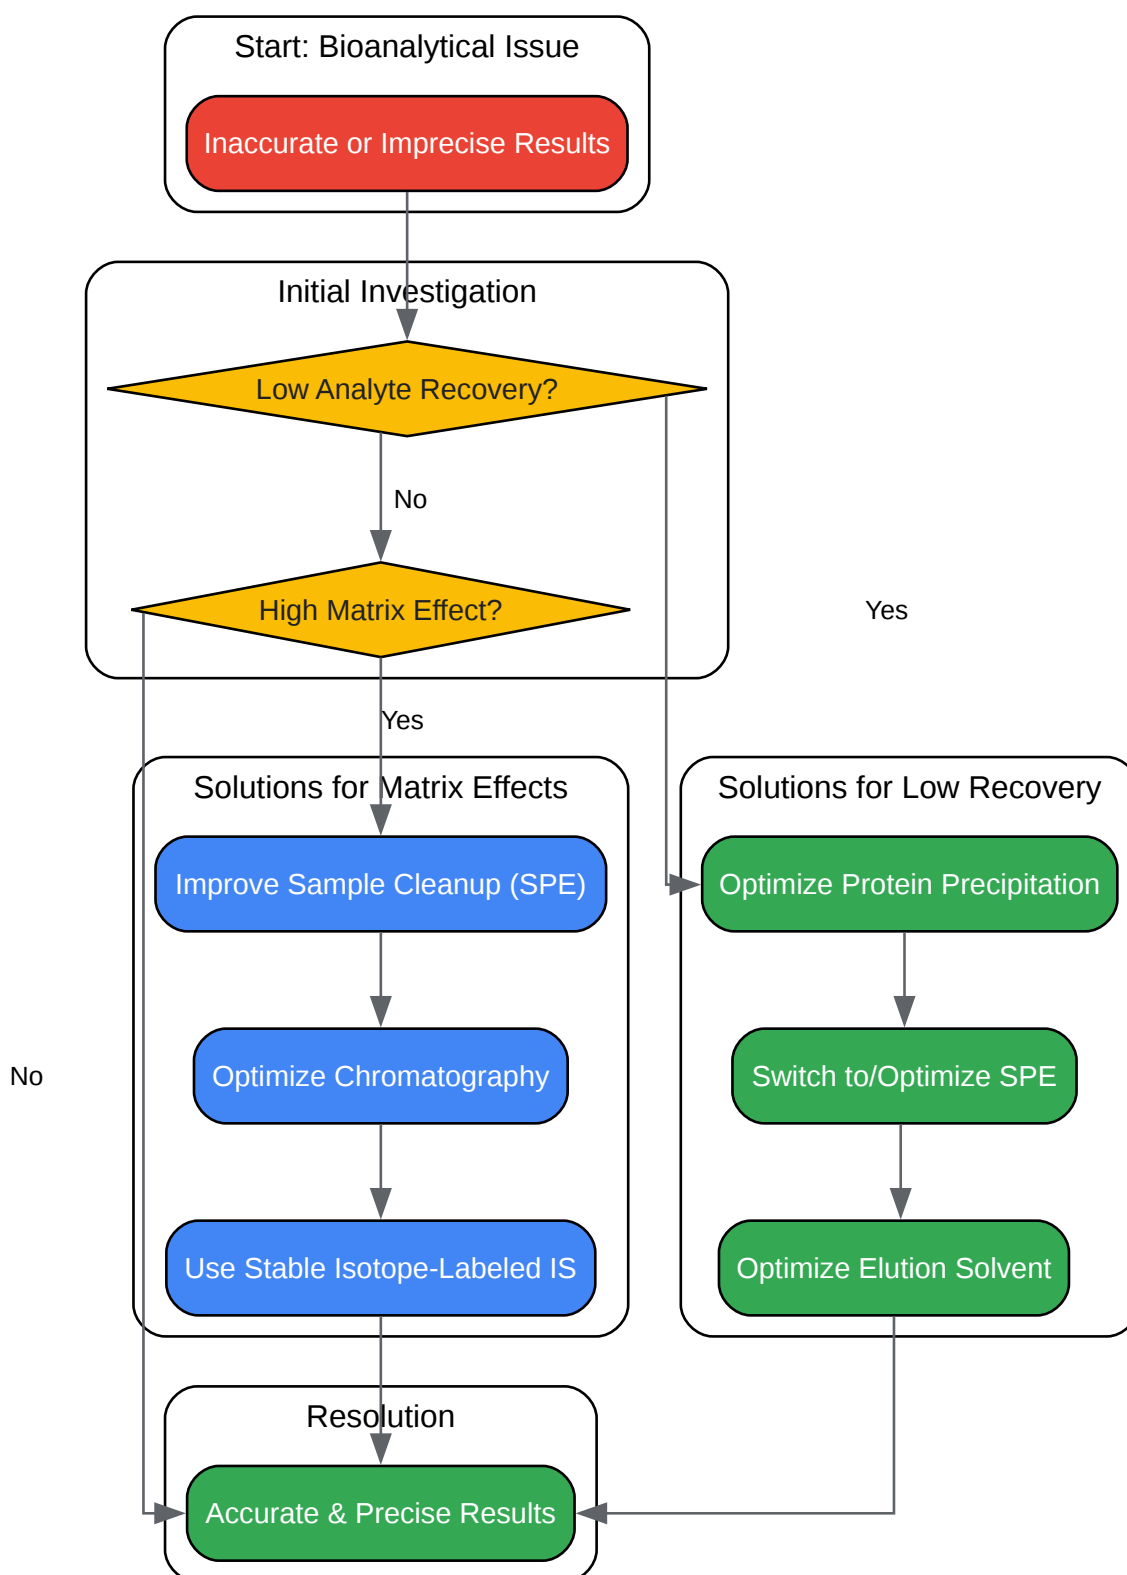 Start: Bioanalytical Issue
Inaccurate or Imprecise Results
Initial Investigation
Low Analyte Recovery?
No
High Matrix Effect?
Yes
Yes
Solutions for Matrix Effects
Solutions for Low Recovery
Improve Sample Cleanup (SPE)
Optimize Protein Precipitation
No
Optimize Chromatography
Switch to/Optimize SPE
Use Stable Isotope-Labeled IS
Optimize Elution Solvent
Resolution
Accurate & Precise Results